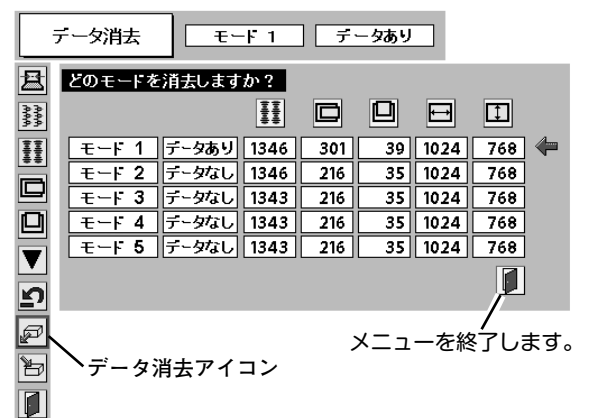 データ消去 モード 1 データあり
どのモードを消去しますか?
モード 1 データあり 1346 301 39 1024 768
モード 2 データなし 1346 216 35 1024 768
モード 3 データなし 1343 216 35 1024 768
モード 4 データなし 1343 216 35 1024 768
モード 5 データなし 1343 216 35 1024 768
メニューを終了します。
データ消去アイコン